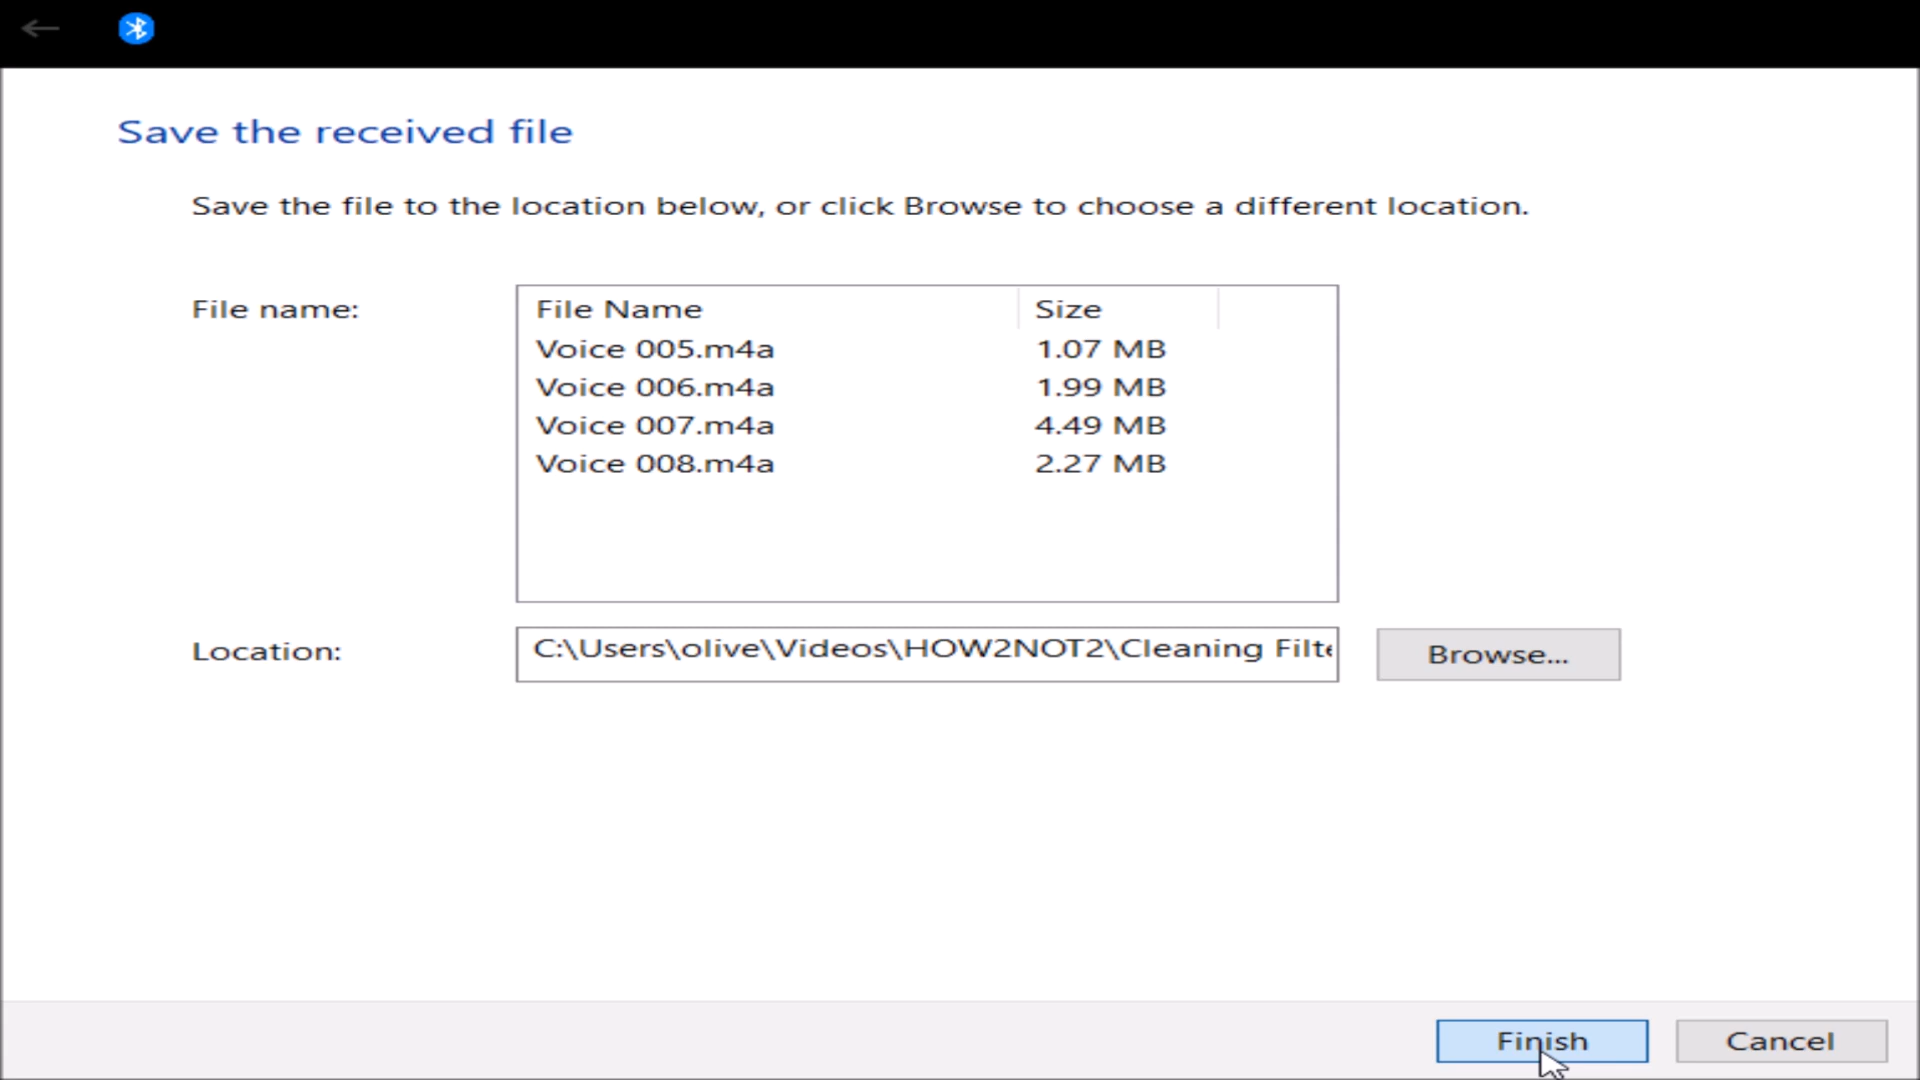 Save the received file
Save the file to the location below, or click Browse to choose a different location.
File name:
File Name Size
Voice 005.m4a 1.07 MB
Voice 006.m4a 1.99 MB
Voice 007.m4a 4.49 MB
Voice 008.m4a 2.27 MB
Location: C:\Users\olive\Videos\HOW2NOT2\Cleaning Filte Browse...
Finish Cancel